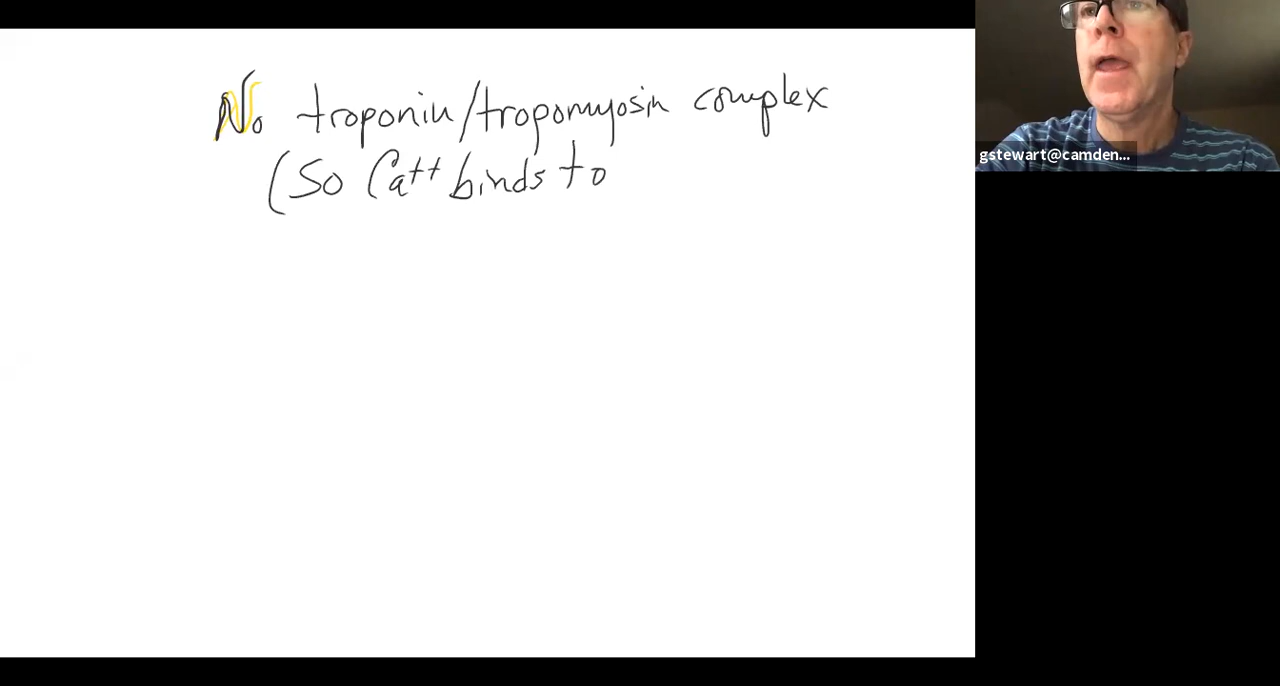 No troponin/tropomyosin complex
(So Ca++ binds to
gstewart@camden...